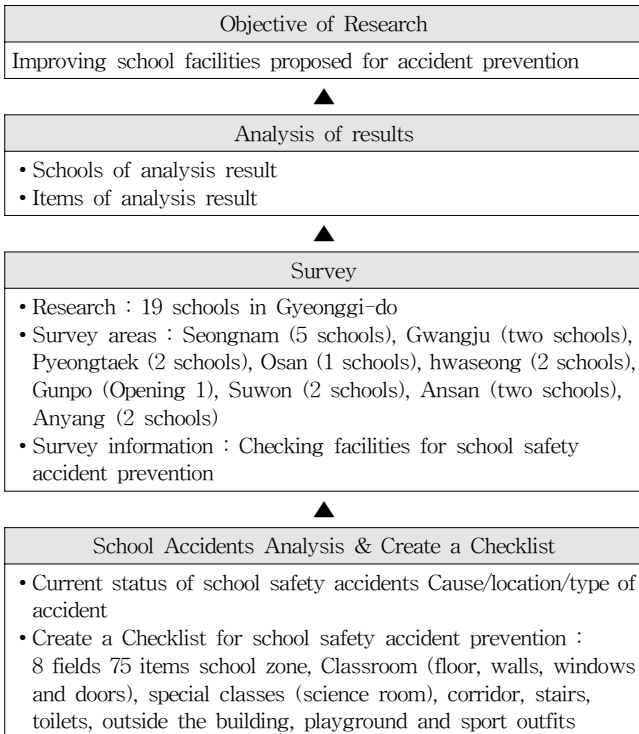 Objective of Research
Improving school facilities proposed for accident prevention
▲
Analysis of results
• Schools of analysis result
• Items of analysis result
▲
Survey
• Research : 19 schools in Gyeonggi-do
• Survey areas : Seongnam (5 schools), Gwangju (two schools),
Pyeongtaek (2 schools), Osan (1 schools), hwaseong (2 schools),
Gunpo (Opening 1), Suwon (2 schools), Ansan (two schools),
Anyang (2 schools)
• Survey information : Checking facilities for school safety
accident prevention
▲
School Accidents Analysis & Create a Checklist
• Current status of school safety accidents Cause/location/type of
accident
• Create a Checklist for school safety accident prevention :
8 fields 75 items school zone, Classroom (floor, walls, windows
and doors), special classes (science room), corridor, stairs,
toilets, outside the building, playground and sport outfits